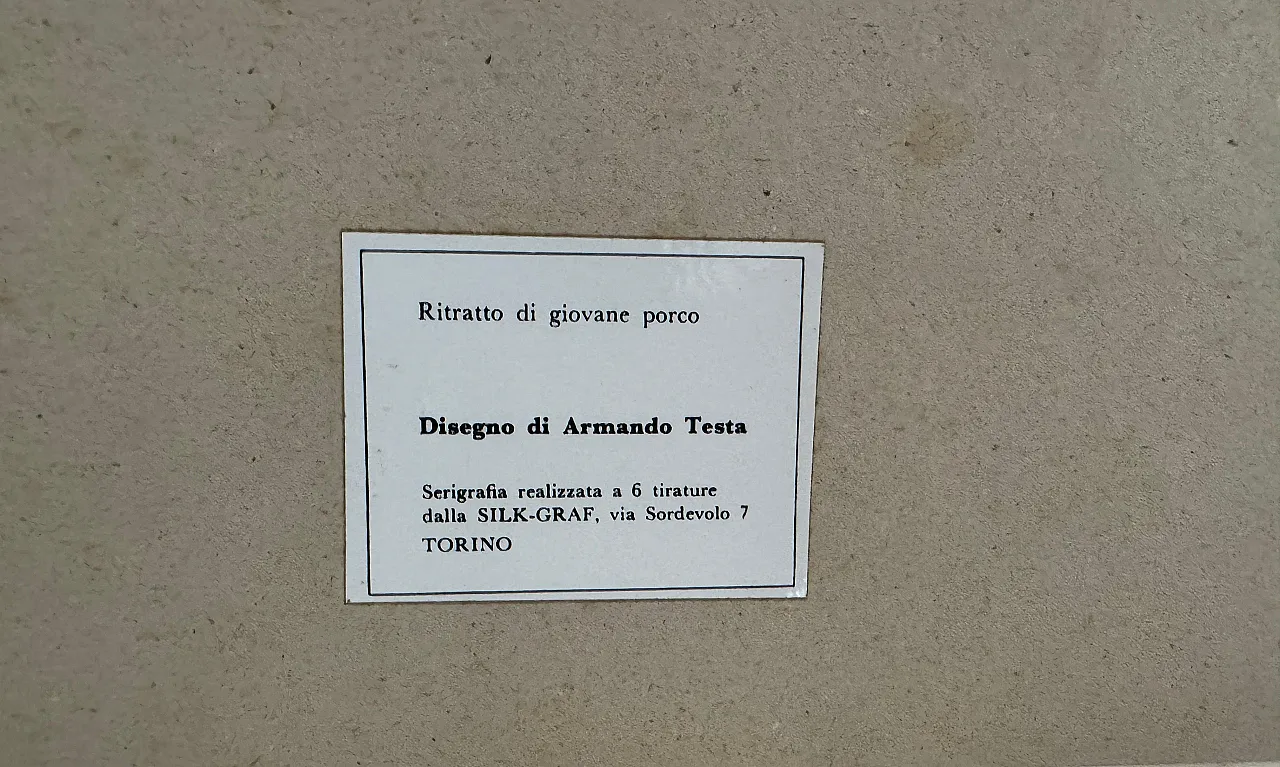 Ritratto di giovane porco
Disegno di Armando Testa
Serigrafia realizzata a 6 tirature
dalla SILK-GRAF, via Sordevolo 7
TORINO